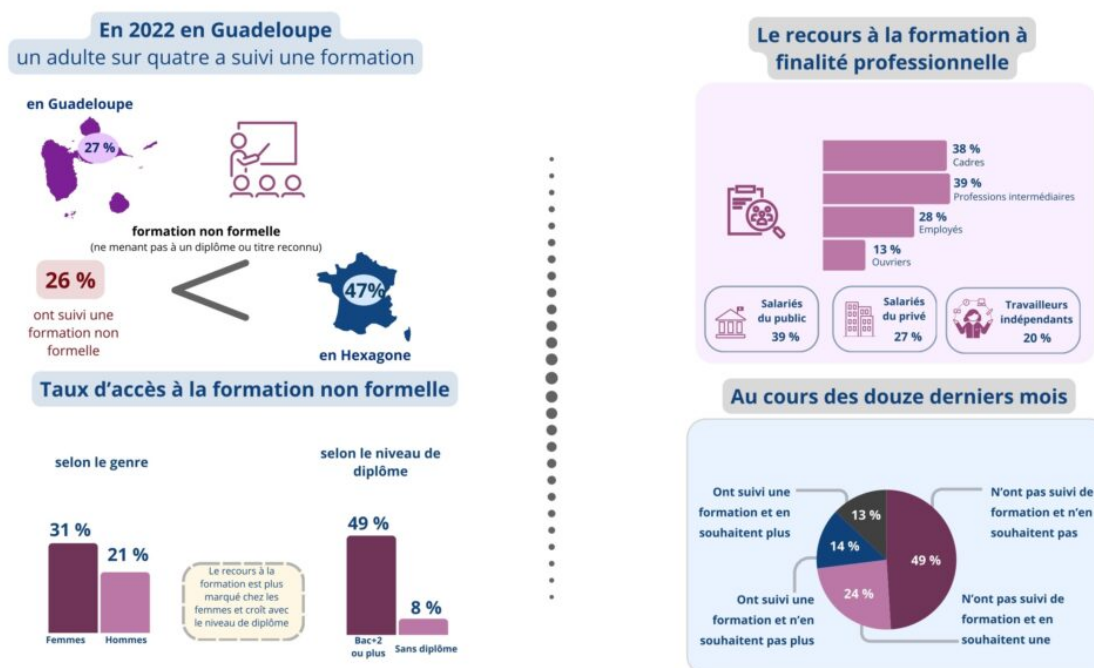 En 2022 en Guadeloupe
un adulte sur quatre a suivi une formation
en Guadeloupe
27 %
formation non formelle
(ne menant pas à un diplôme ou titre reconnu)
26 %
ont suivi une
formation non
formelle
47%
en Hexagone
Taux d’accès à la formation non formelle
selon le genre
31 %
21 %
Femmes
Hommes
Le recours à la
formation est plus
marqué chez les
femmes et croît avec
le niveau de diplôme
selon le niveau de
diplôme
49 %
8 %
Bac+2
ou plus
Sans diplôme
Le recours à la formation à
finalité professionnelle
38 %
Cadres
39 %
Professions intermédiaires
28 %
Employés
13 %
Ouvriers
Salariés
du public
39 %
Salariés
du privé
27 %
Travailleurs
indépendants
20 %
Au cours des douze derniers mois
Ont suivi une
formation et en
souhaitent plus
13 %
N’ont pas suivi de
formation et n’en
souhaitent pas
49 %
14 %
24 %
Ont suivi une
formation et n’en
souhaitent pas plus
N’ont pas suivi de
formation et en
souhaitent une